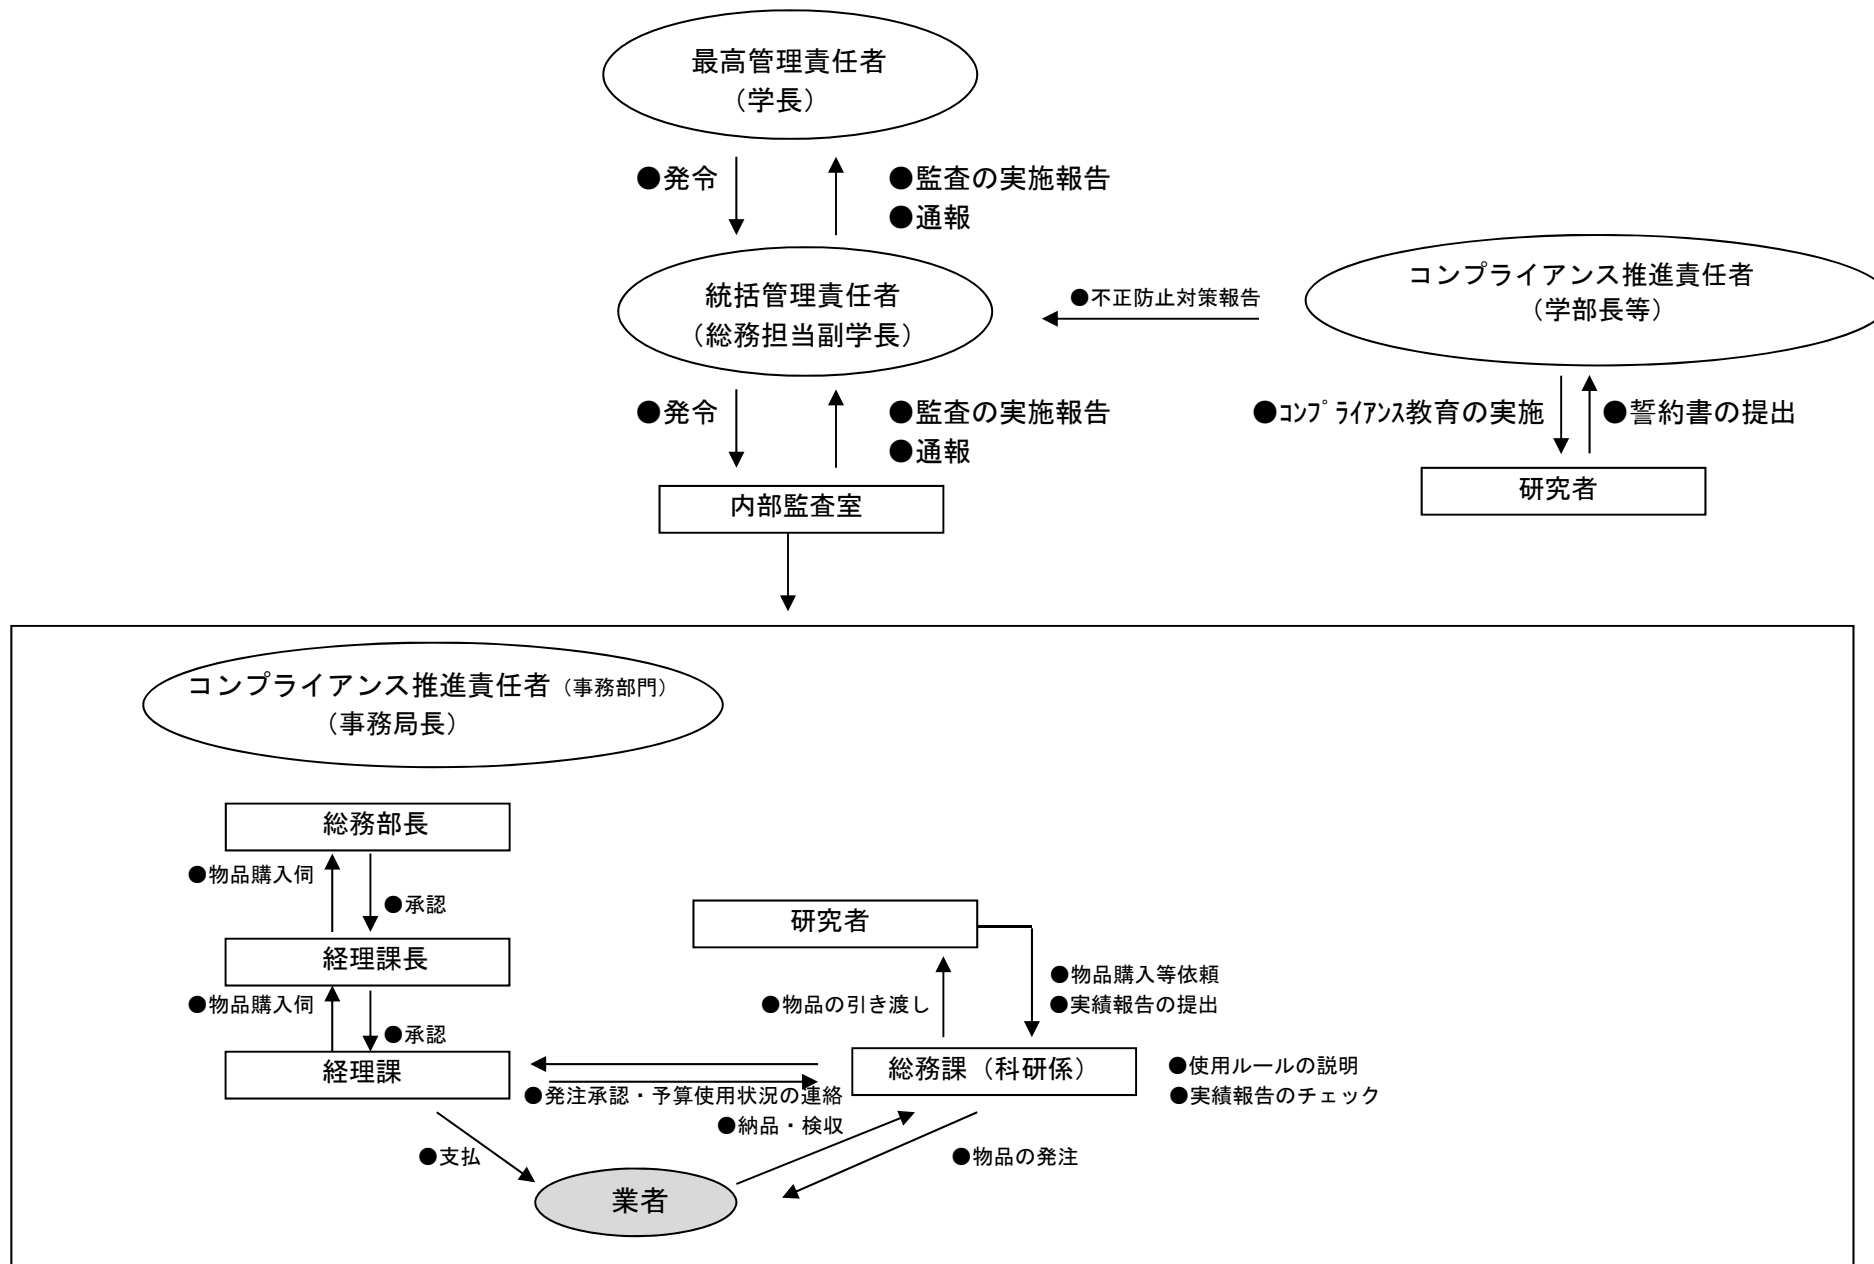 最高管理責任者
（学長）
●発令
●監査の実施報告
●通報
統括管理責任者
（総務担当副学長）
●不正防止対策報告
コンプライアンス推進責任者
（学部長等）
●発令
●監査の実施報告
●通報
●ｺﾝﾌﾟﾗｲｱﾝｽ教育の実施
●誓約書の提出
内部監査室
研究者
コンプライアンス推進責任者（事務部門）
（事務局長）
総務部長
●物品購入伺
●承認
経理課長
●物品購入伺
●承認
経理課
研究者
●物品の引き渡し
●物品購入等依頼
●実績報告の提出
総務課（科研係）
●使用ルールの説明
●実績報告のチェック
●発注承認・予算使用状況の連絡
●納品・検収
●支払
●物品の発注
業者